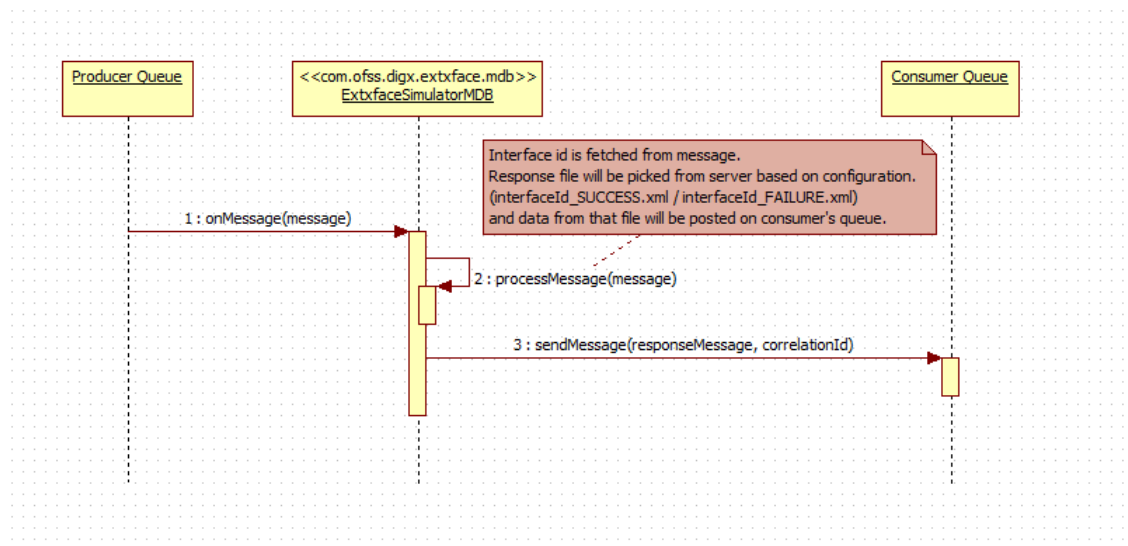 Producer Queue
<<com.ofss.digx.extxface.mdb>>
ExtxfaceSimulatorMDB
Consumer Queue
Interface id is fetched from message.
Response file will be picked from server based on configuration.
(interfaceId_SUCCESS.xml / interfaceId_FAILURE.xml)
and data from that file will be posted on consumer's queue.
1 : onMessage(message)
2 : processMessage(message)
3 : sendMessage(responseMessage, correlationId)